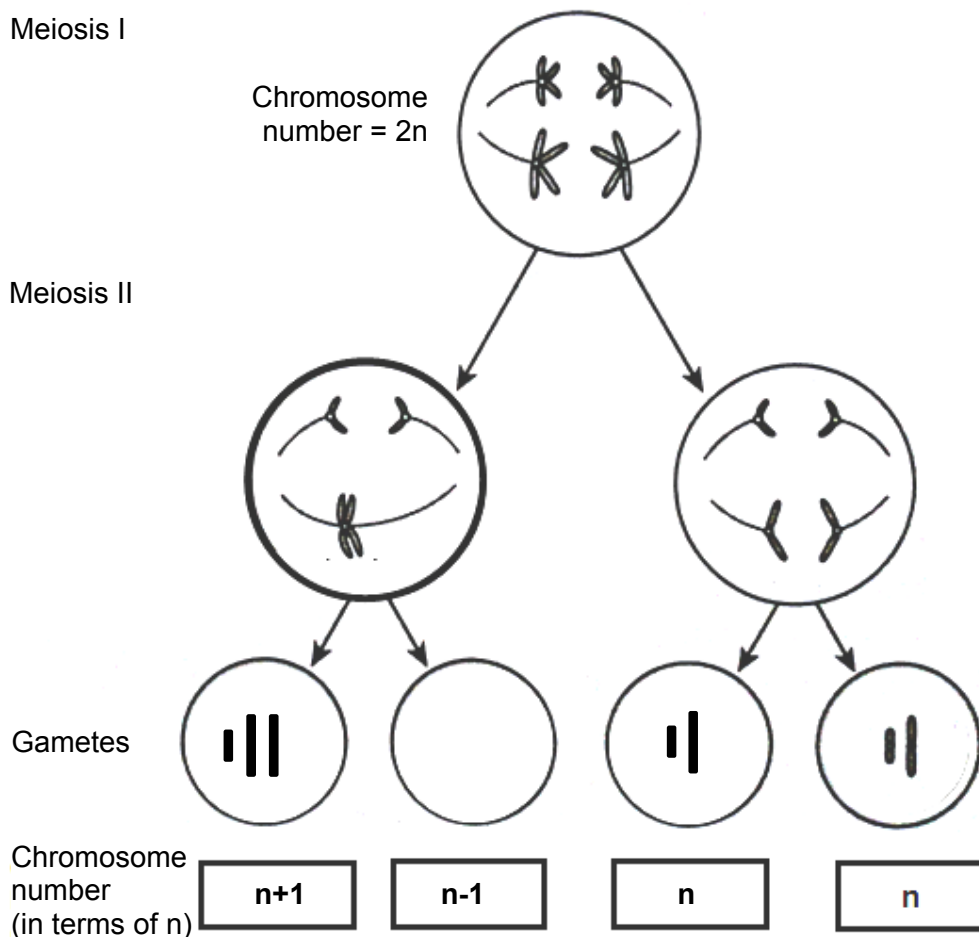 Meiosis I
Chromosome
number = 2n
Meiosis II
Gametes
Chromosome
number
(in terms of n)
n+1
n-1
n
n